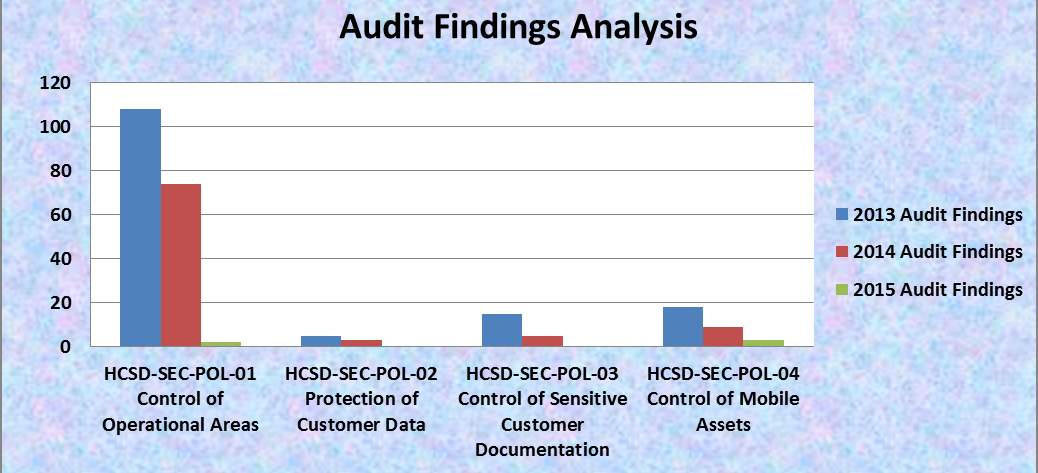 Audit Findings Analysis
120
100
80
60
40
20
0
HCSD-SEC-POL-01
Control of
Operational Areas
HCSD-SEC-POL-02
Protection of
Customer Data
HCSD-SEC-POL-03
Control of Sensitive
Customer
Documentation
HCSD-SEC-POL-04
Control of Mobile
Assets
2013 Audit Findings
2014 Audit Findings
2015 Audit Findings